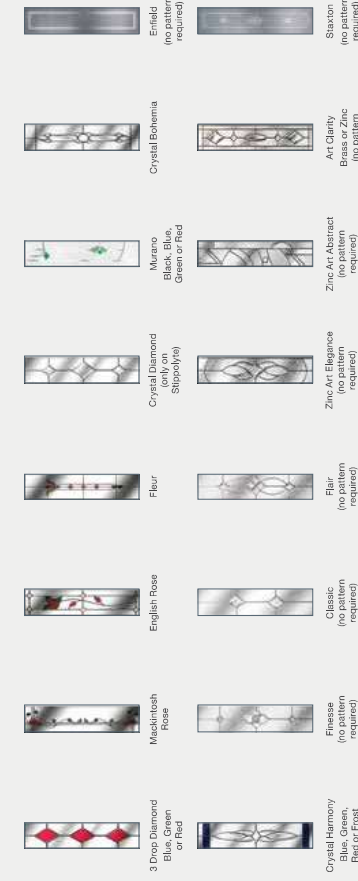 3 Drop Diamond
Blue, Green
or Red
Mackintosh
Rose
English Rose
Fleur
Crystal Diamond
(only on
Stippolyte)
Murano
Black, Blue,
Green or Red
Crystal Bohemia
Enfield
(no pattern
required)
Crystal Harmony
Blue, Green,
Red or Frost
Finesse
(no pattern
required)
Classic
(no pattern
required)
Flair
(no pattern
required)
Zinc Art Elegance
(no pattern
required)
Zinc Art Abstract
(no pattern
required)
Art Clarity
Brass or Zinc
(no pattern
Staxton
(no pattern
required)